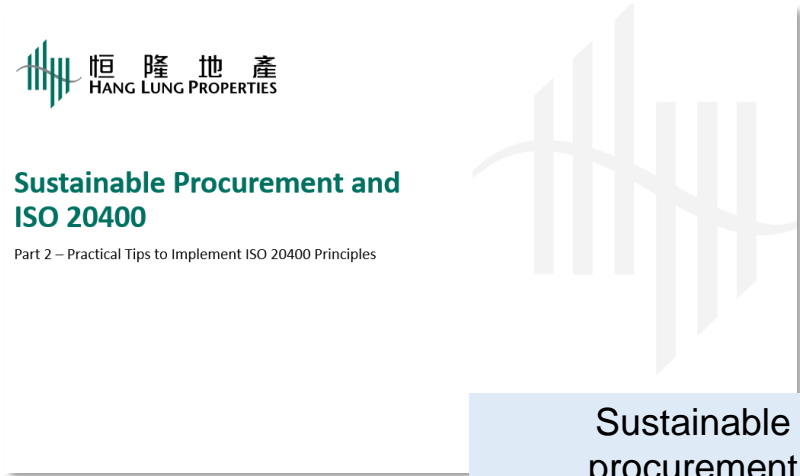 恒隆地產
HANG LUNG PROPERTIES
Sustainable Procurement and
ISO 20400
Part 2 – Practical Tips to Implement ISO 20400 Principles
Sustainable
procurement